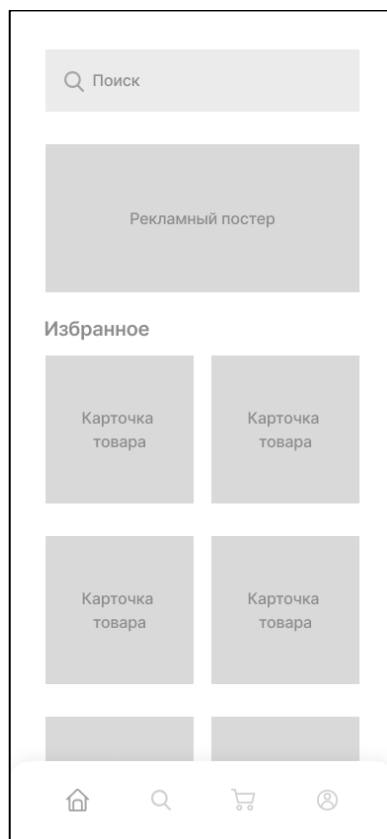 Поиск
Рекламный постер
Избранное
Карточка
товара
Карточка
товара
Карточка
товара
Карточка
товара